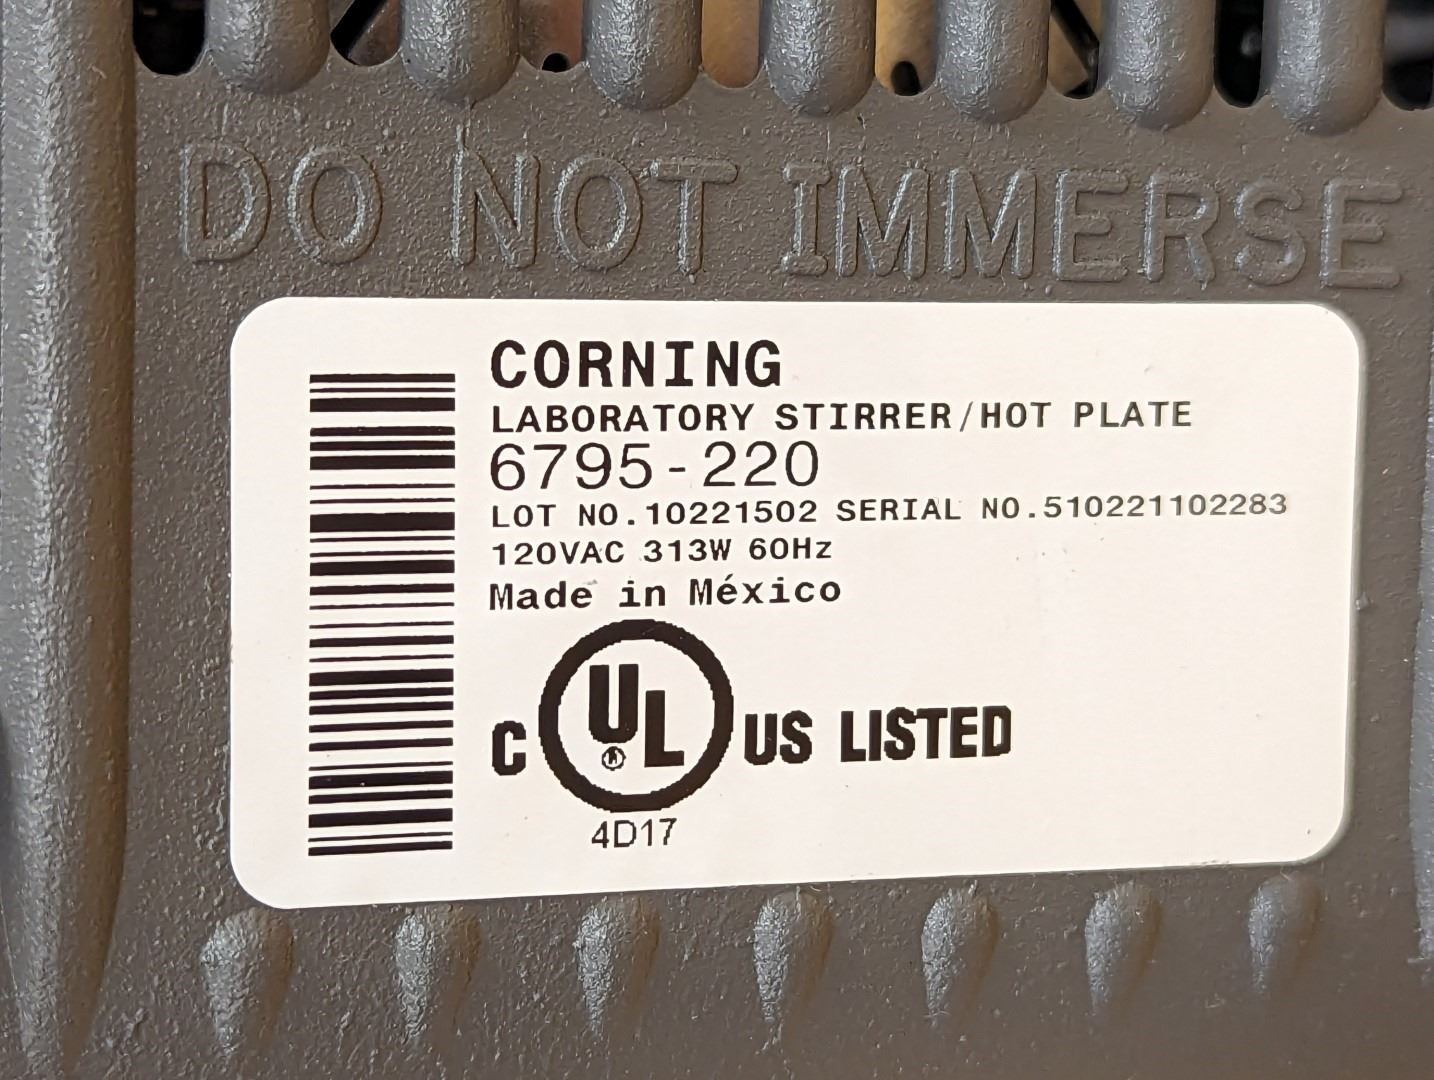 DO NOT IMMERSE
CORNING
LABORATORY STIRRER/HOT PLATE
6795-220
LOT NO.10221502 SERIAL NO.510221102283
120VAC 313W 60Hz
Made in México
C UL ® US LISTED
4D17